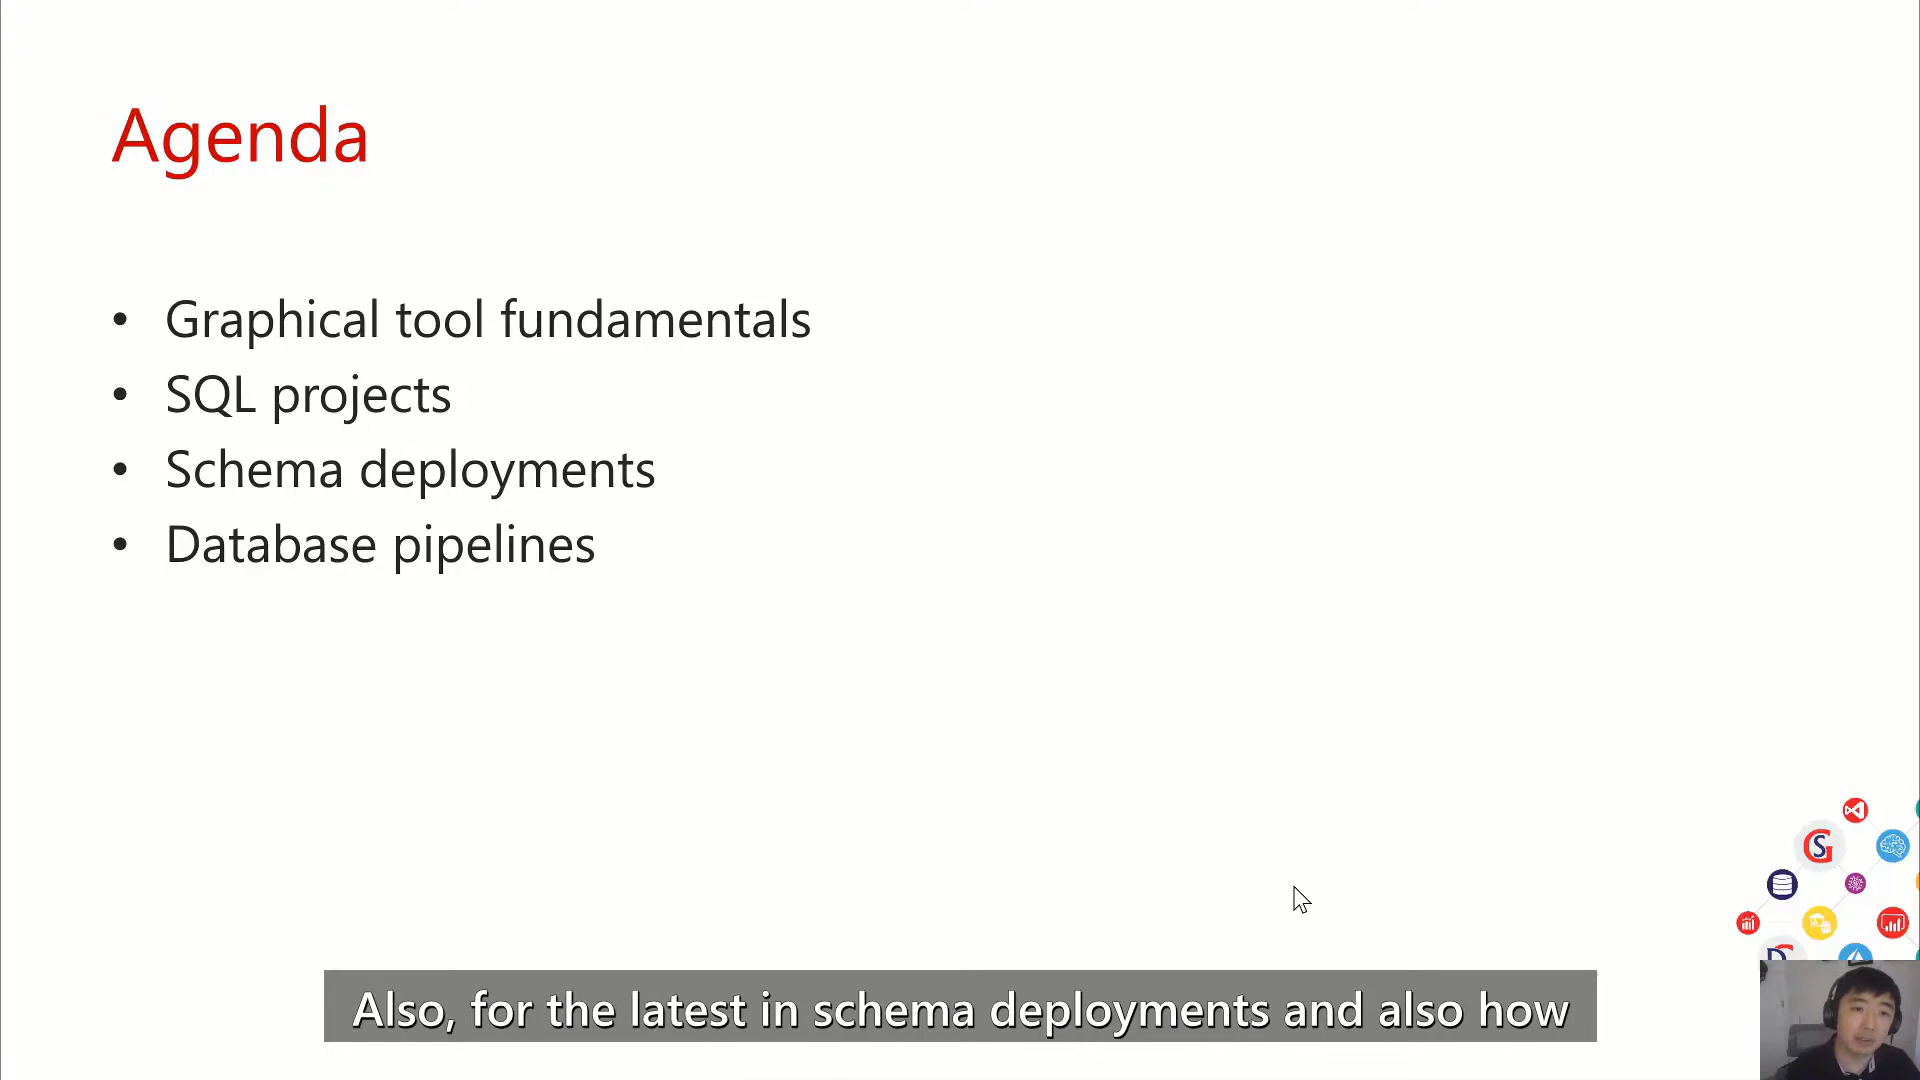 Agenda
• Graphical tool fundamentals
• SQL projects
• Schema deployments
• Database pipelines
Also, for the latest in schema deployments and also how